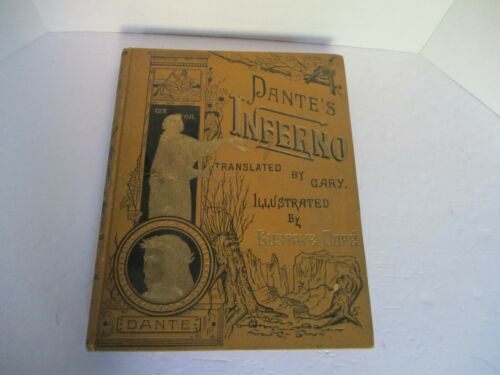 DANTE'S
INFERNO
TRANSLATED BY
CARY.
ILLUSTRATED
BY
GUSTAVE DORÉ
DANTE